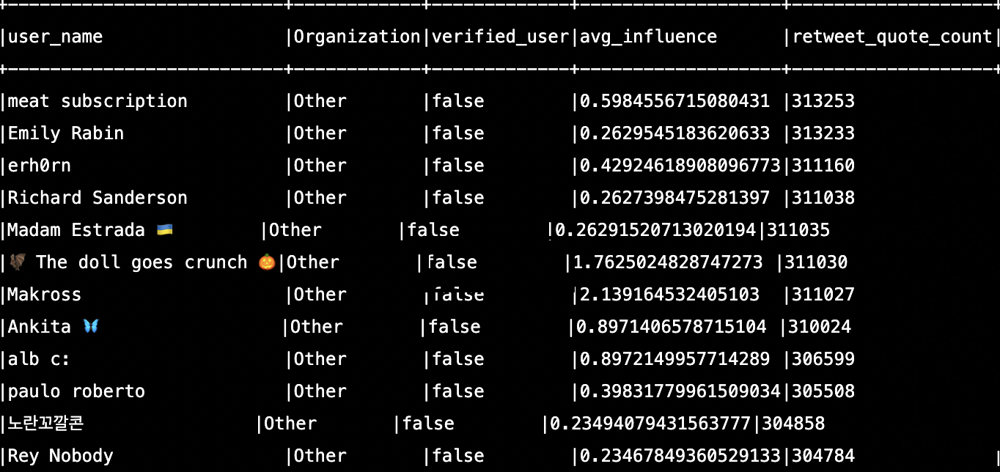 +--------------------------+------------+-------------+-------------------+-------------------+
|user_name                 |Organization|verified_user|avg_influence      |retweet_quote_count|
+--------------------------+------------+-------------+-------------------+-------------------+
|meat subscription         |Other       |false        |0.5984556715080431 |313253
|Emily Rabin               |Other       |false        |0.2629545183620633 |313233
|erh0rn                    |Other       |false        |0.42924618908096773|311160
|Richard Sanderson         |Other       |false        |0.2627398475281397 |311038
|Madam Estrada 🇺🇦          |Other       |false        |0.26291520713020194|311035
|🦇 The doll goes crunch 🎃|Other       |false        |1.7625024828747273 |311030
|Makross                   |Other       |false        |2.139164532405103  |311027
|Ankita 🦋                 |Other       |false        |0.8971406578715104 |310024
|alb c:                    |Other       |false        |0.8972149957714289 |306599
|paulo roberto             |Other       |false        |0.39831779961509034|305508
|노란꼬깔콘                |Other       |false        |0.23494079431563777|304858
|Rey Nobody                |Other       |false        |0.23467849360529133|304784